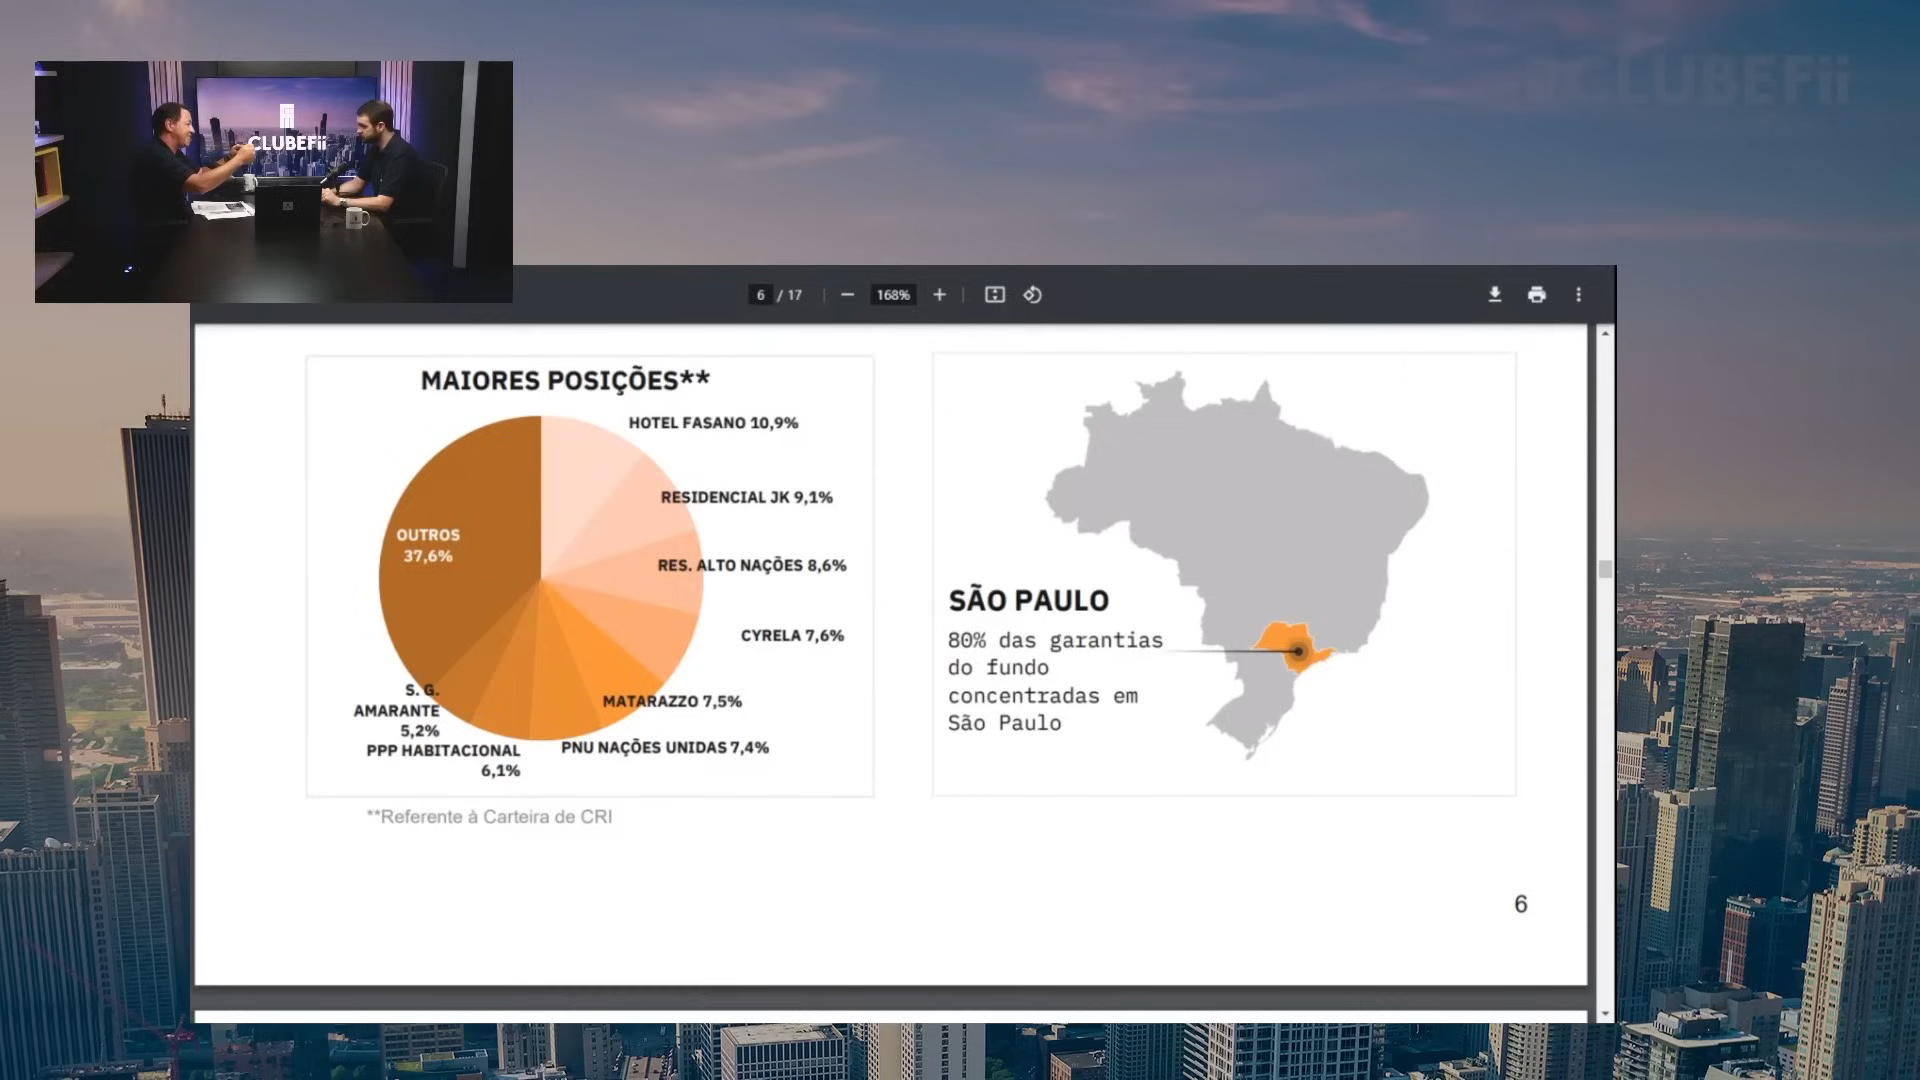 CLUBEFii
CLUBEFii
6 / 17
168%
MAIORES POSIÇÕES**
HOTEL FASANO 10,9%
RESIDENCIAL JK 9,1%
RES. ALTO NAÇÕES 8,6%
CYRELA 7,6%
MATARAZZO 7,5%
PNU NAÇÕES UNIDAS 7,4%
PPP HABITACIONAL
6,1%
S. G.
AMARANTE
5,2%
OUTROS
37,6%
**Referente à Carteira de CRI
SÃO PAULO
80% das garantias
do fundo
concentradas em
São Paulo
6